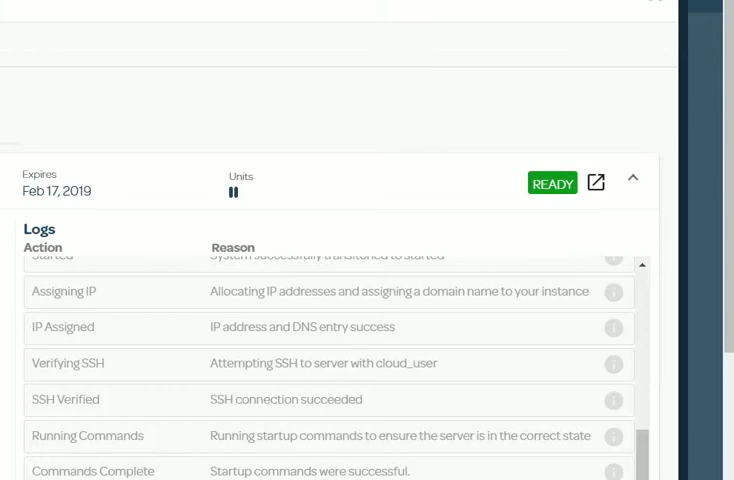 Expires
Units
Feb 17, 2019
READY
Logs
Action Reason
Started System successfully transitoned to started
Assigning IP Allocating IP addresses and assigning a domain name to your instance
IP Assigned IP address and DNS entry success
Verifying SSH Attempting SSH to server with cloud_user
SSH Verified SSH connection succeeded
Running Commands Running startup commands to ensure the server is in the correct state
Commands Complete Startup commands were successful.